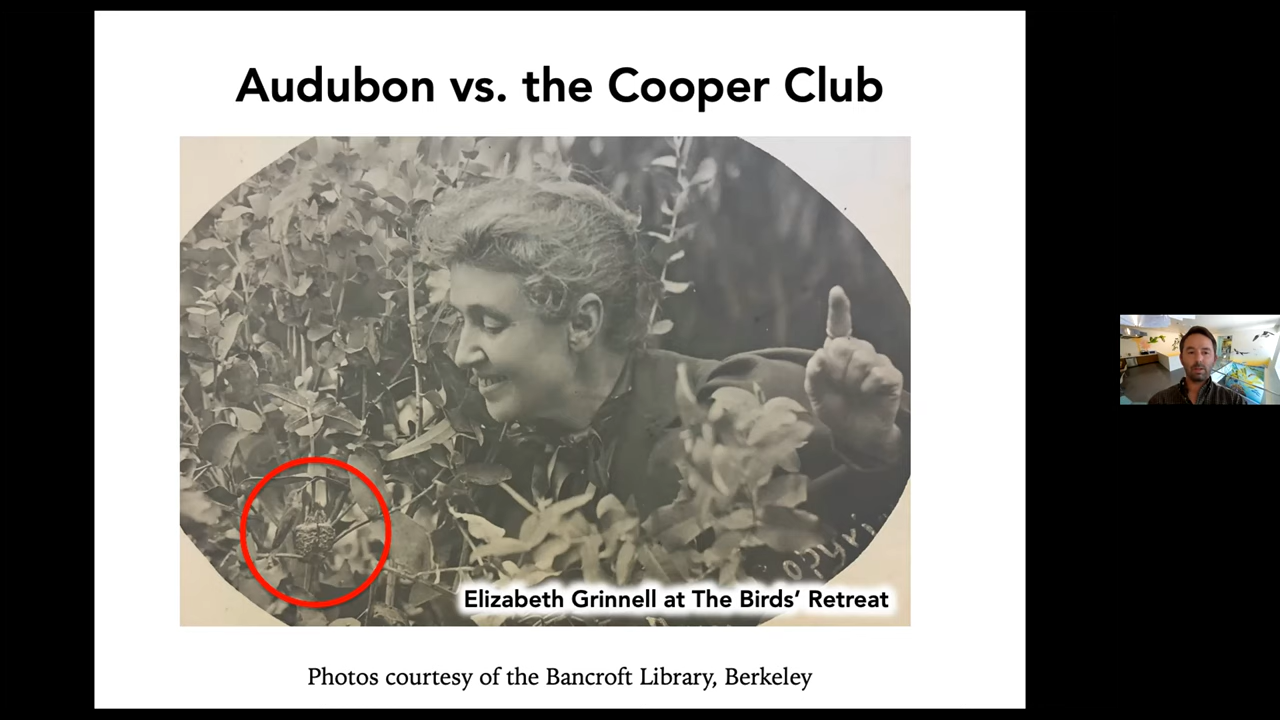 Audubon vs. the Cooper Club
Elizabeth Grinnell at The Birds’ Retreat
Photos courtesy of the Bancroft Library, Berkeley